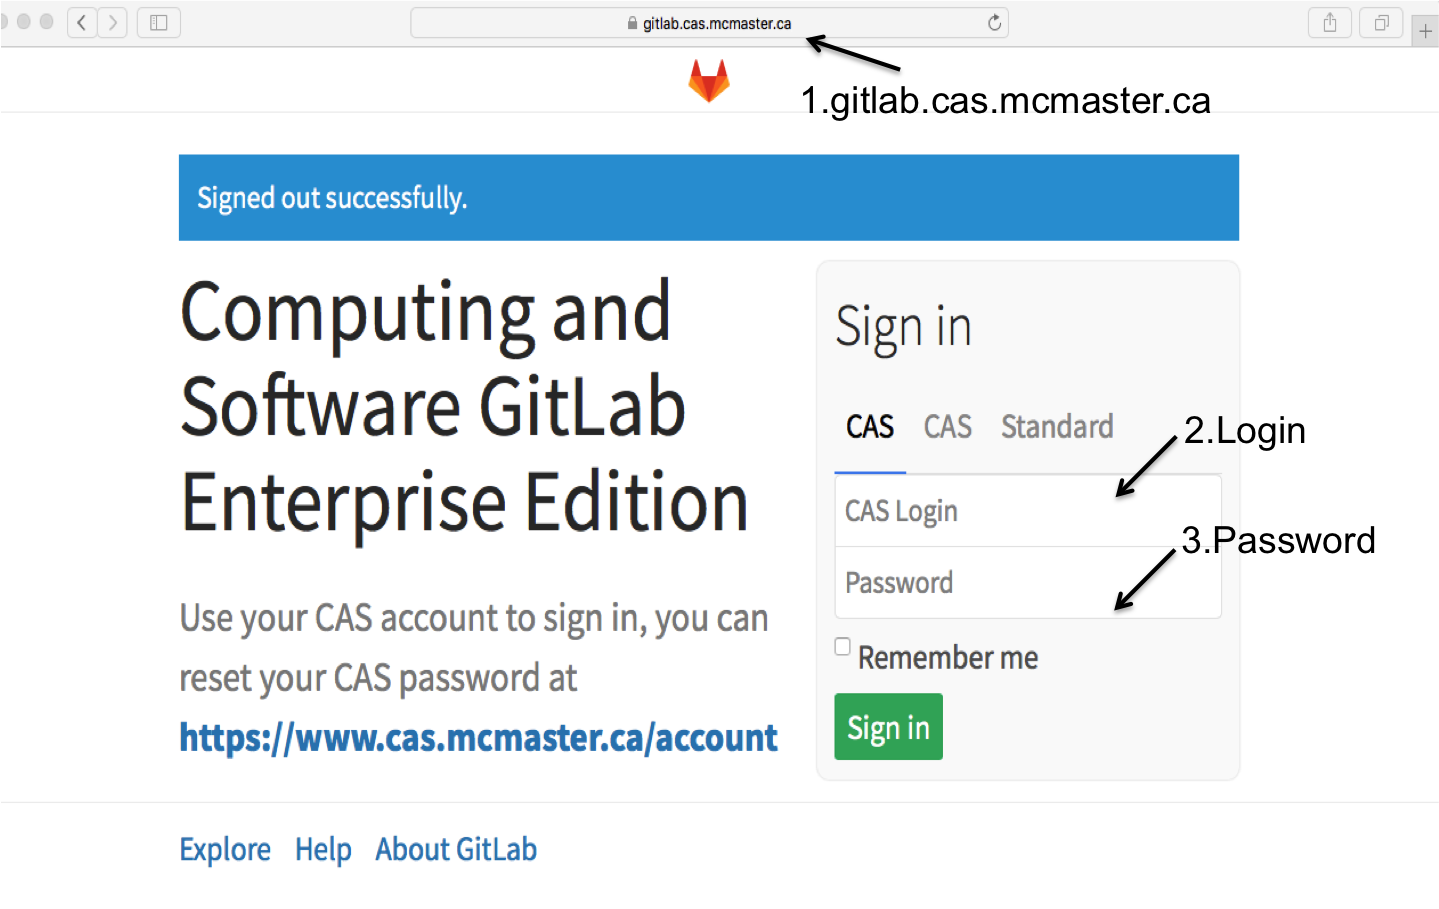 gitlab.cas.mcmaster.ca
1.gitlab.cas.mcmaster.ca
Signed out successfully.
Computing and
Software GitLab
Enterprise Edition
Use your CAS account to sign in, you can
reset your CAS password at
https://www.cas.mcmaster.ca/account
Sign in
CAS CAS Standard
2.Login
CAS Login
3.Password
Password
Remember me
Sign in
Explore Help About GitLab